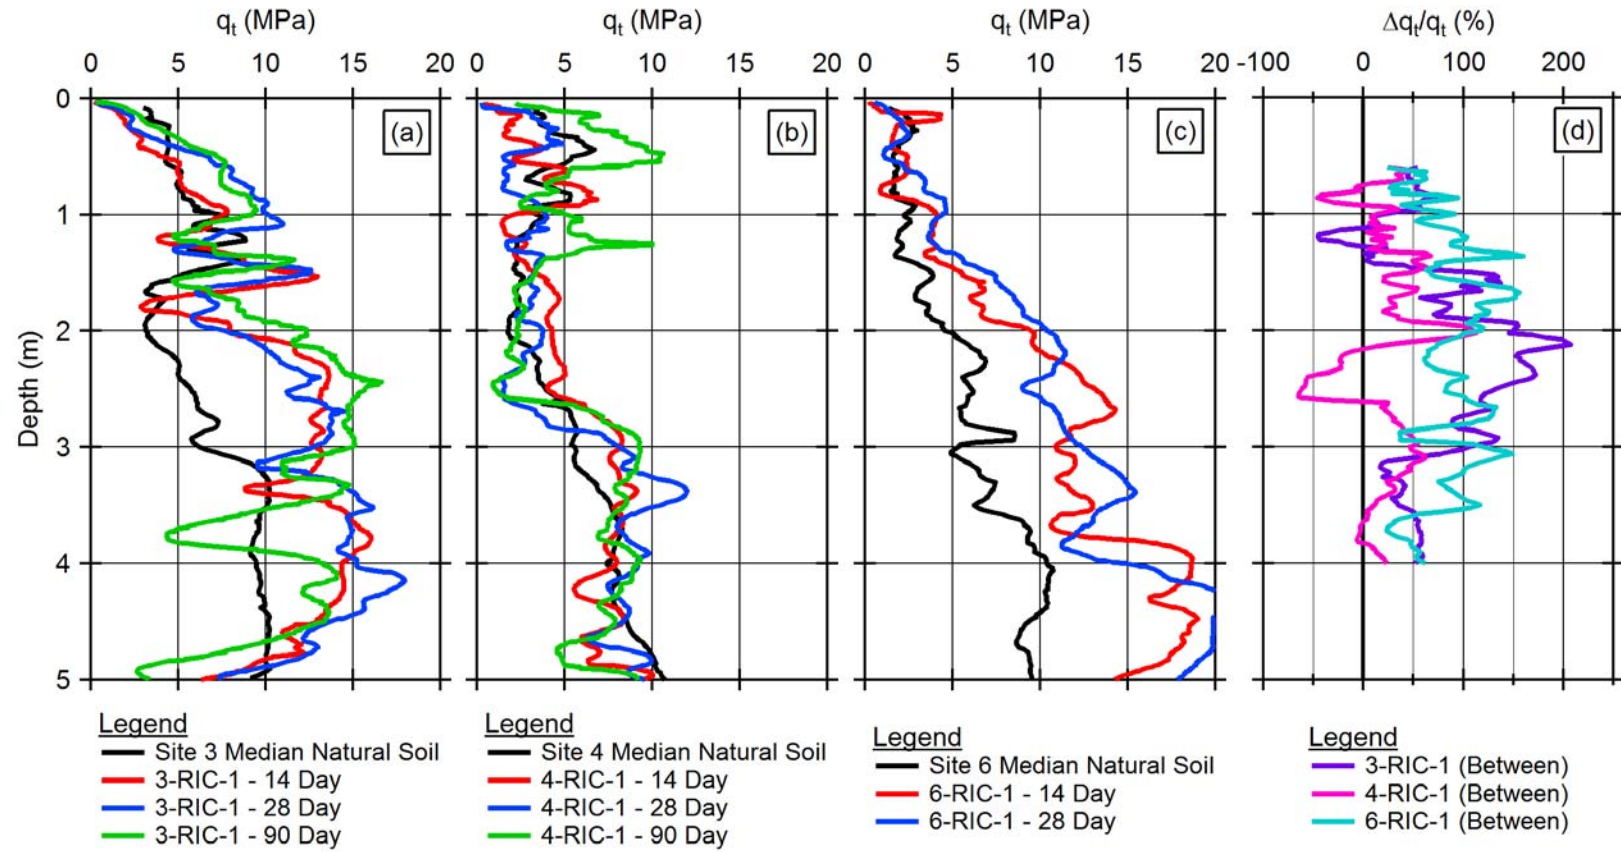 qt (MPa)
qt (MPa)
qt (MPa)
Δqt/qt (%)
0 5 10 15 20
0 5 10 15 20
0 5 10 15 20
-100 0 100 200
0
1
2
3
4
5
Depth (m)
(a)
(b)
(c)
(d)
Legend
Site 3 Median Natural Soil
3-RIC-1 - 14 Day
3-RIC-1 - 28 Day
3-RIC-1 - 90 Day
Legend
Site 4 Median Natural Soil
4-RIC-1 - 14 Day
4-RIC-1 - 28 Day
4-RIC-1 - 90 Day
Legend
Site 6 Median Natural Soil
6-RIC-1 - 14 Day
6-RIC-1 - 28 Day
Legend
3-RIC-1 (Between)
4-RIC-1 (Between)
6-RIC-1 (Between)